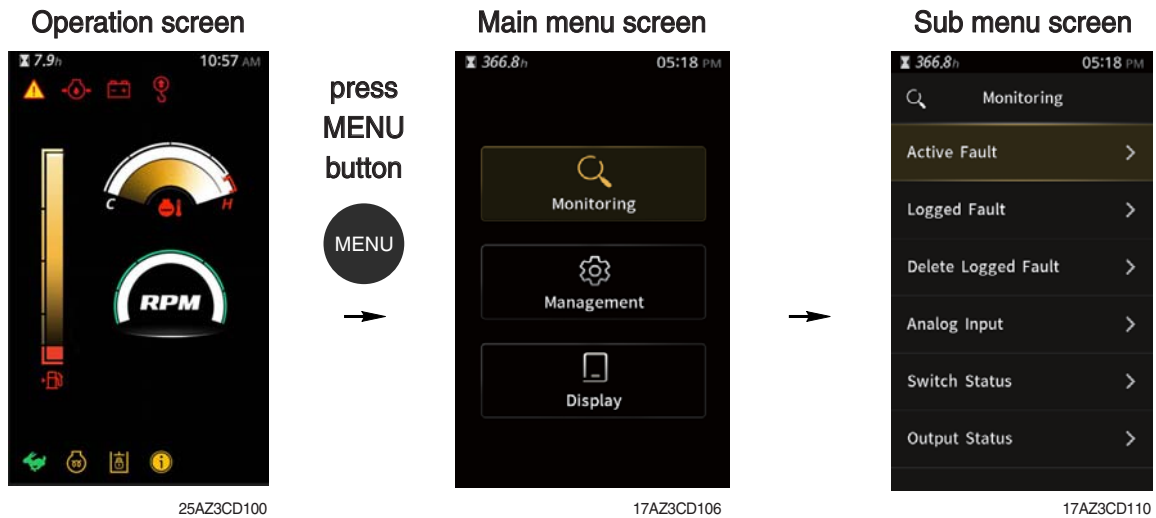 Operation screen
7.9h 10:57 AM
C H
RPM
25AZ3CD100
press
MENU
button
MENU
Main menu screen
366.8h 05:18 PM
Monitoring
Management
Display
17AZ3CD106
Sub menu screen
366.8h 05:18 PM
Monitoring
Active Fault
Logged Fault
Delete Logged Fault
Analog Input
Switch Status
Output Status
17AZ3CD110